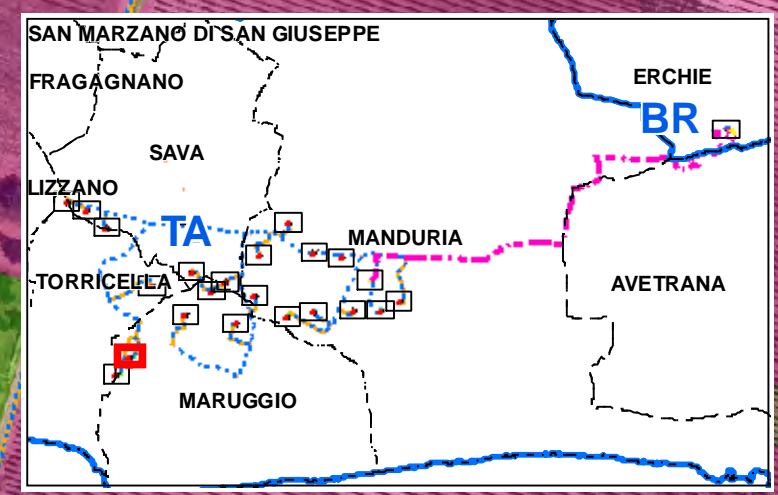 SAN MARZANO DI SAN GIUSEPPE
FRAGAGNANO
ERCHIE
BR
SAVA
LIZZANO
TA
MANDURIA
TORRICELLA
AVETRANA
MARUGGIO